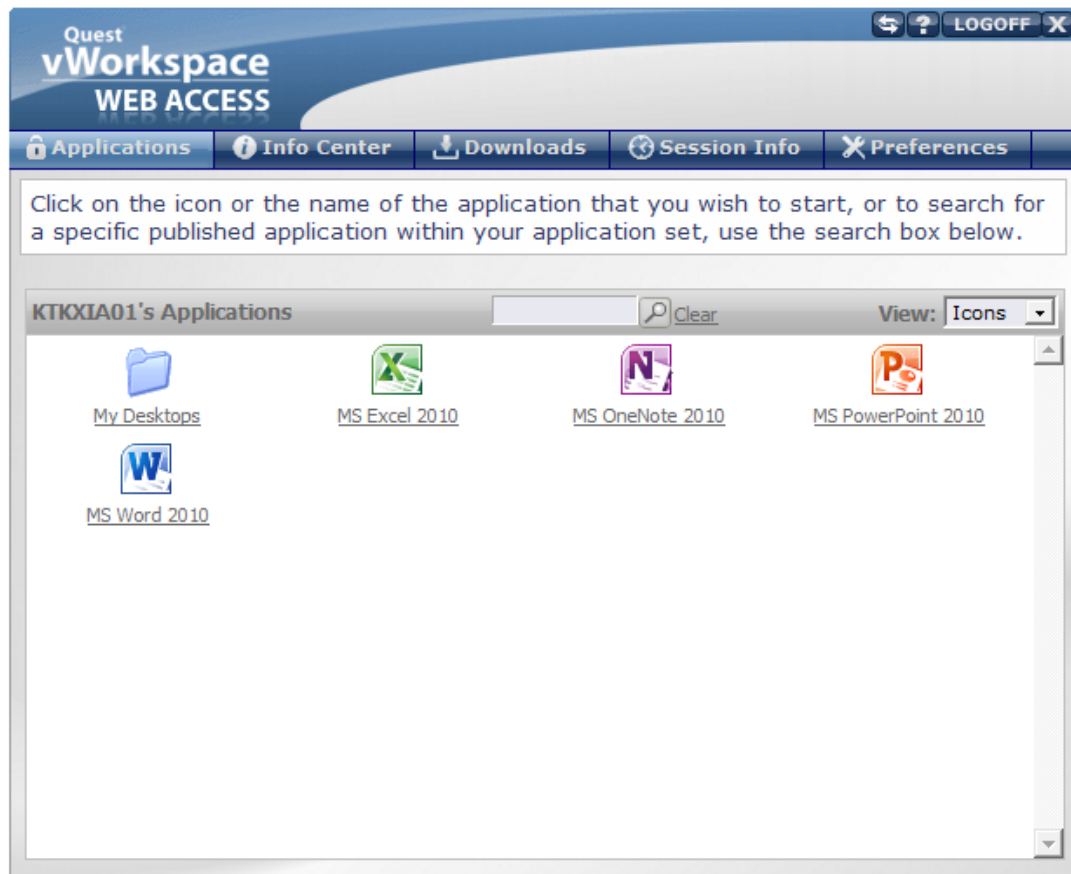 Quest
vWorkspace
WEB ACCESS
? LOGOFF X
Applications Info Center Downloads Session Info Preferences
Click on the icon or the name of the application that you wish to start, or to search for
a specific published application within your application set, use the search box below.
KTKXIA01's Applications Clear View: Icons
My Desktops MS Excel 2010 MS OneNote 2010 MS PowerPoint 2010
MS Word 2010